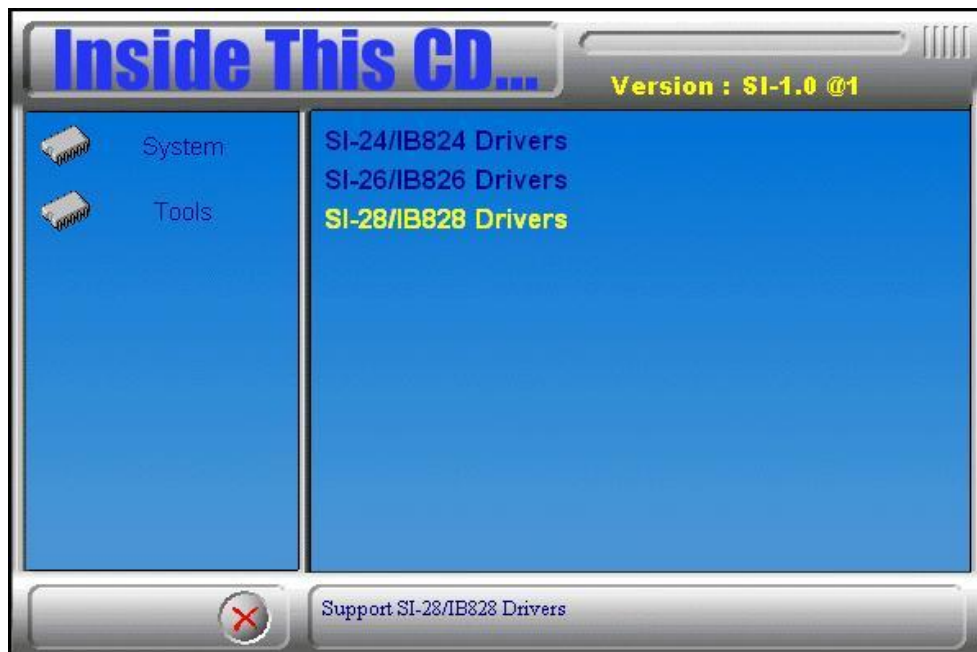 Inside This CD...
Version : SI-1.0 @1
System
Tools
SI-24/IB824 Drivers
SI-26/IB826 Drivers
SI-28/IB828 Drivers
Support SI-28/IB828 Drivers